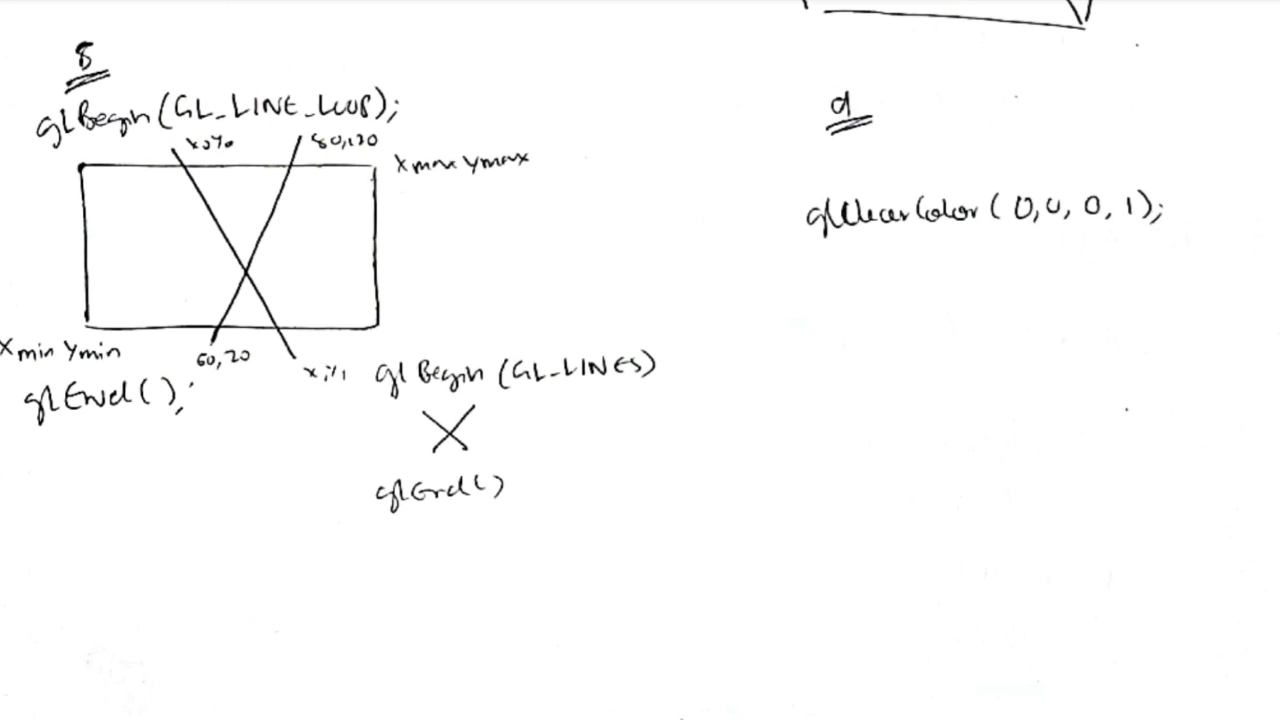 8
glBegin(GL_LINE_LOOP);
x0y0
80,120
xmax ymax
xmin ymin
60,20
x1y1
glEnd();
glBegin(GL_LINES)
glEnd()
d
glClearColor(0,0,0,1);